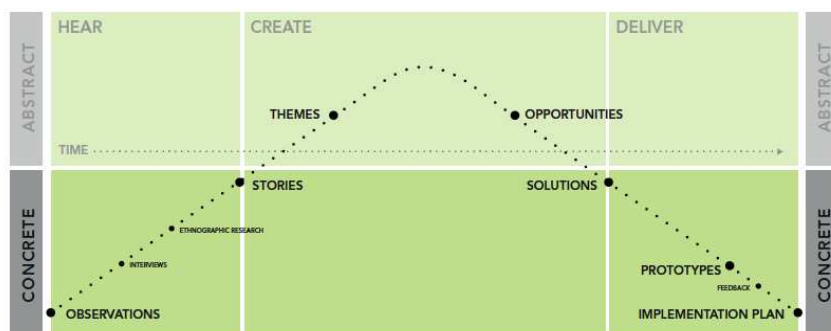 HEAR
CREATE
DELIVER
ABSTRACT
ABSTRACT
THEMES
OPPORTUNITIES
TIME
STORIES
SOLUTIONS
ETHNOGRAPHIC RESEARCH
INTERVIEWS
CONCRETE
CONCRETE
PROTOTYPES
FEEDBACK
OBSERVATIONS
IMPLEMENTATION PLAN